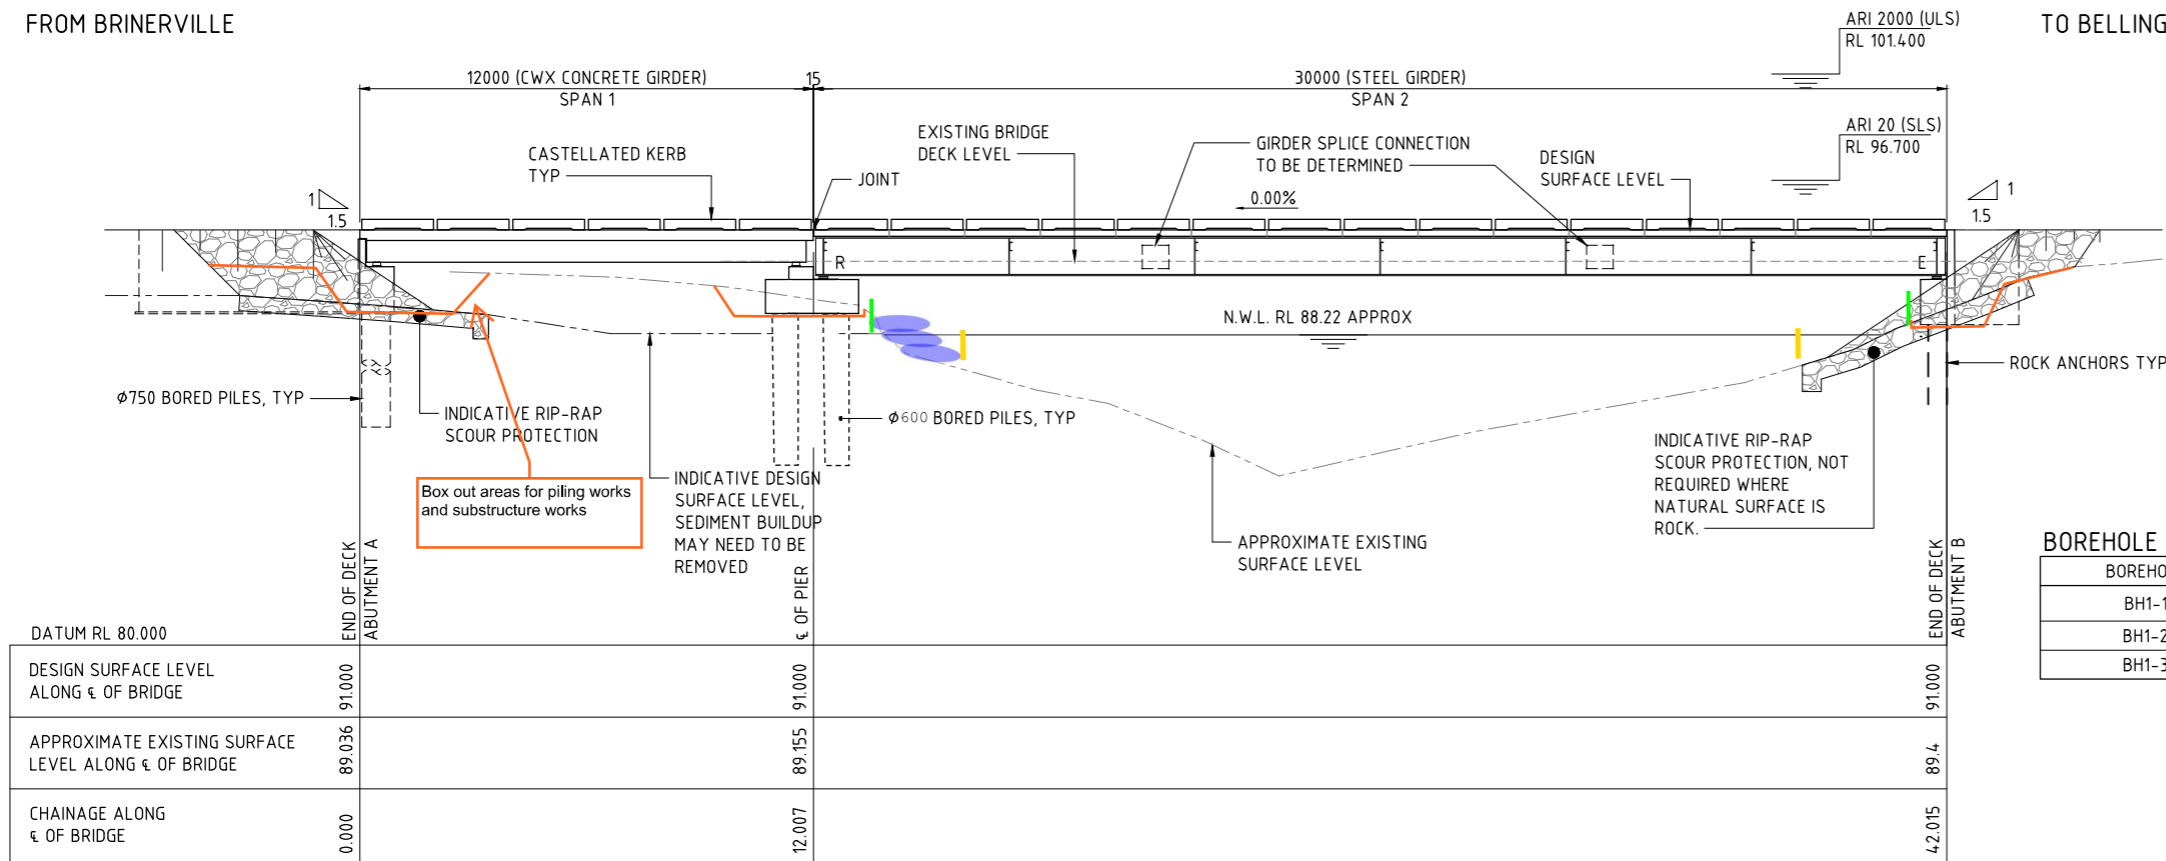 FROM BRINERVILLE
ARI 2000 (ULS)
RL 101.400
TO BELLING
12000 (CWX CONCRETE GIRDER)
SPAN 1
15
30000 (STEEL GIRDER)
SPAN 2
ARI 20 (SLS)
RL 96.700
CASTELLATED KERB
TYP
JOINT
EXISTING BRIDGE
DECK LEVEL
GIRDER SPLICE CONNECTION
TO BE DETERMINED
DESIGN
SURFACE LEVEL
0.00%
1
1.5
1
1.5
R
E
N.W.L. RL 88.22 APPROX
Ø750 BORED PILES, TYP
INDICATIVE RIP-RAP
SCOUR PROTECTION
Ø600 BORED PILES, TYP
ROCK ANCHORS TYP
Box out areas for piling works
and substructure works
INDICATIVE DESIGN
SURFACE LEVEL,
SEDIMENT BUILDUP
MAY NEED TO BE
REMOVED
APPROXIMATE EXISTING
SURFACE LEVEL
INDICATIVE RIP-RAP
SCOUR PROTECTION, NOT
REQUIRED WHERE
NATURAL SURFACE IS
ROCK.
END OF DECK
ABUTMENT A
℄ OF PIER
END OF DECK
ABUTMENT B
BOREHOLE
BOREHO
BH1-1
BH1-2
BH1-3
DATUM RL 80.000
DESIGN SURFACE LEVEL
ALONG ℄ OF BRIDGE
91.000
91.000
91.000
APPROXIMATE EXISTING SURFACE
LEVEL ALONG ℄ OF BRIDGE
89.036
89.155
89.4
CHAINAGE ALONG
℄ OF BRIDGE
0.000
12.007
42.015